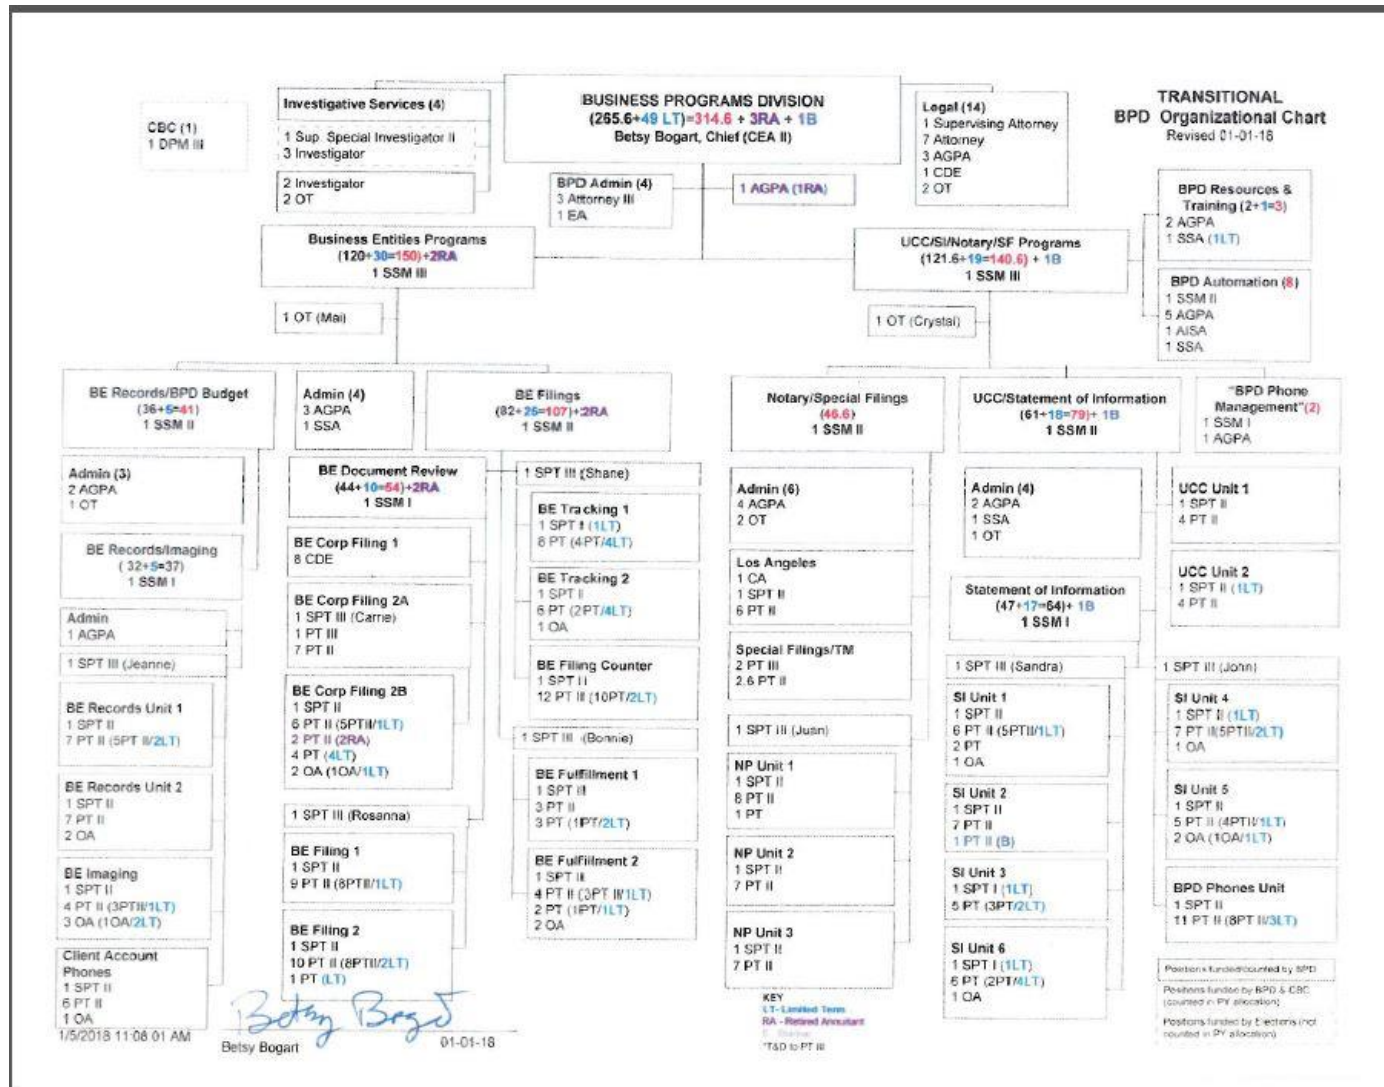 BUSINESS PROGRAMS DIVISION
(265.6+49 LT)=314.6 + 3RA + 1B
Betsy Bogart, Chief (CEA II)
TRANSITIONAL
BPD Organizational Chart
Revised 01-01-18
CBC (1)
1 DPM III
Investigative Services (4)
1 Sup. Special Investigator II
3 Investigator
2 Investigator
2 OT
BPD Admin (4)
3 Attorney III
1 EA
1 AGPA (1RA)
Legal (14)
1 Supervising Attorney
7 Attorney
3 AGPA
1 CDE
2 OT
BPD Resources &
Training (2+1=3)
2 AGPA
1 SSA (1LT)
BPD Automation (8)
1 SSM II
5 AGPA
1 AISA
1 SSA
Business Entities Programs
(120+30=150)+2RA
1 SSM III
UCC/SI/Notary/SF Programs
(121.6+19=140.6) + 1B
1 SSM III
1 OT (Mai)
1 OT (Crystal)
BE Records/BPD Budget
(36+5=41)
1 SSM II
Admin (4)
3 AGPA
1 SSA
BE Filings
(82+25=107)+2RA
1 SSM II
Notary/Special Filings
(46.6)
1 SSM II
UCC/Statement of Information
(61+18=79)+ 1B
1 SSM II
"BPD Phone
Management"(2)
1 SSM I
1 AGPA
Admin (3)
2 AGPA
1 OT
BE Records/Imaging
( 32+5=37)
1 SSM I
Admin
1 AGPA
1 SPT III (Jeanne)
BE Records Unit 1
1 SPT II
7 PT II (5PT II/2LT)
BE Records Unit 2
1 SPT II
7 PT II
2 OA
BE Imaging
1 SPT II
4 PT II (3PTII/1LT)
3 OA (1OA/2LT)
Client Account
Phones
1 SPT II
6 PT II
1 OA
BE Document Review
(44+10=54)+2RA
1 SSM I
BE Corp Filing 1
8 CDE
BE Corp Filing 2A
1 SPT III (Carrie)
1 PT III
7 PT II
BE Corp Filing 2B
1 SPT II
6 PT II (5PTII/1LT)
2 PT II (2RA)
4 PT (4LT)
2 OA (1OA/1LT)
1 SPT III (Rosanna)
BE Filing 1
1 SPT II
9 PT II (8PTII/1LT)
BE Filing 2
1 SPT II
10 PT II (8PTII/2LT)
1 PT (LT)
1 SPT III (Shane)
BE Tracking 1
1 SPT II (1LT)
8 PT (4PT/4LT)
BE Tracking 2
1 SPT II
6 PT (2PT/4LT)
1 OA
BE Filing Counter
1 SPT II
12 PT III (10PT/2LT)
1 SPT III (Bonnie)
BE Fulfillment 1
1 SPT III
3 PT II
3 PT (1PT/2LT)
BE Fulfillment 2
1 SPT III
4 PT II (3PT II/1LT)
2 PT (1PT/1LT)
2 OA
Admin (6)
4 AGPA
2 OT
Los Angeles
1 CA
1 SPT II
6 PT II
Special Filings/TM
2 PT III
2.6 PT II
1 SPT III (Juan)
NP Unit 1
1 SPT II
8 PT II
1 PT
NP Unit 2
1 SPT II
7 PT II
NP Unit 3
1 SPT II
7 PT II
Admin (4)
2 AGPA
1 SSA
1 OT
Statement of Information
(47+17=64)+ 1B
1 SSM I
1 SPT III (Sandra)
SI Unit 1
1 SPT II
6 PT II (5PTII/1LT)
2 PT
1 OA
SI Unit 2
1 SPT II
7 PT II
1 PT II (B)
SI Unit 3
1 SPT I (1LT)
5 PT (3PT/2LT)
SI Unit 6
1 SPT I (1LT)
6 PT (2PT/4LT)
1 OA
UCC Unit 1
1 SPT II
4 PT II
UCC Unit 2
1 SPT II (1LT)
4 PT II
1 SPT III (John)
SI Unit 4
1 SPT II (1LT)
7 PT II(5PTII/2LT)
1 OA
SI Unit 5
1 SPT II
5 PT II (4PTII/1LT)
2 OA (1OA/1LT)
BPD Phones Unit
1 SPT II
11 PT II (8PT II/3LT)
KEY
LT- Limited Term
RA - Retired Annuitant
*T&D to PT III
Positions funded/counted by BPD
Positions funded by BPD & CBC
(counted in PY allocation)
Positions funded by Elections (not
counted in PY allocation)
1/5/2018 11:08:01 AM
Betsy Bogart
Betsy Bogart
01-01-18